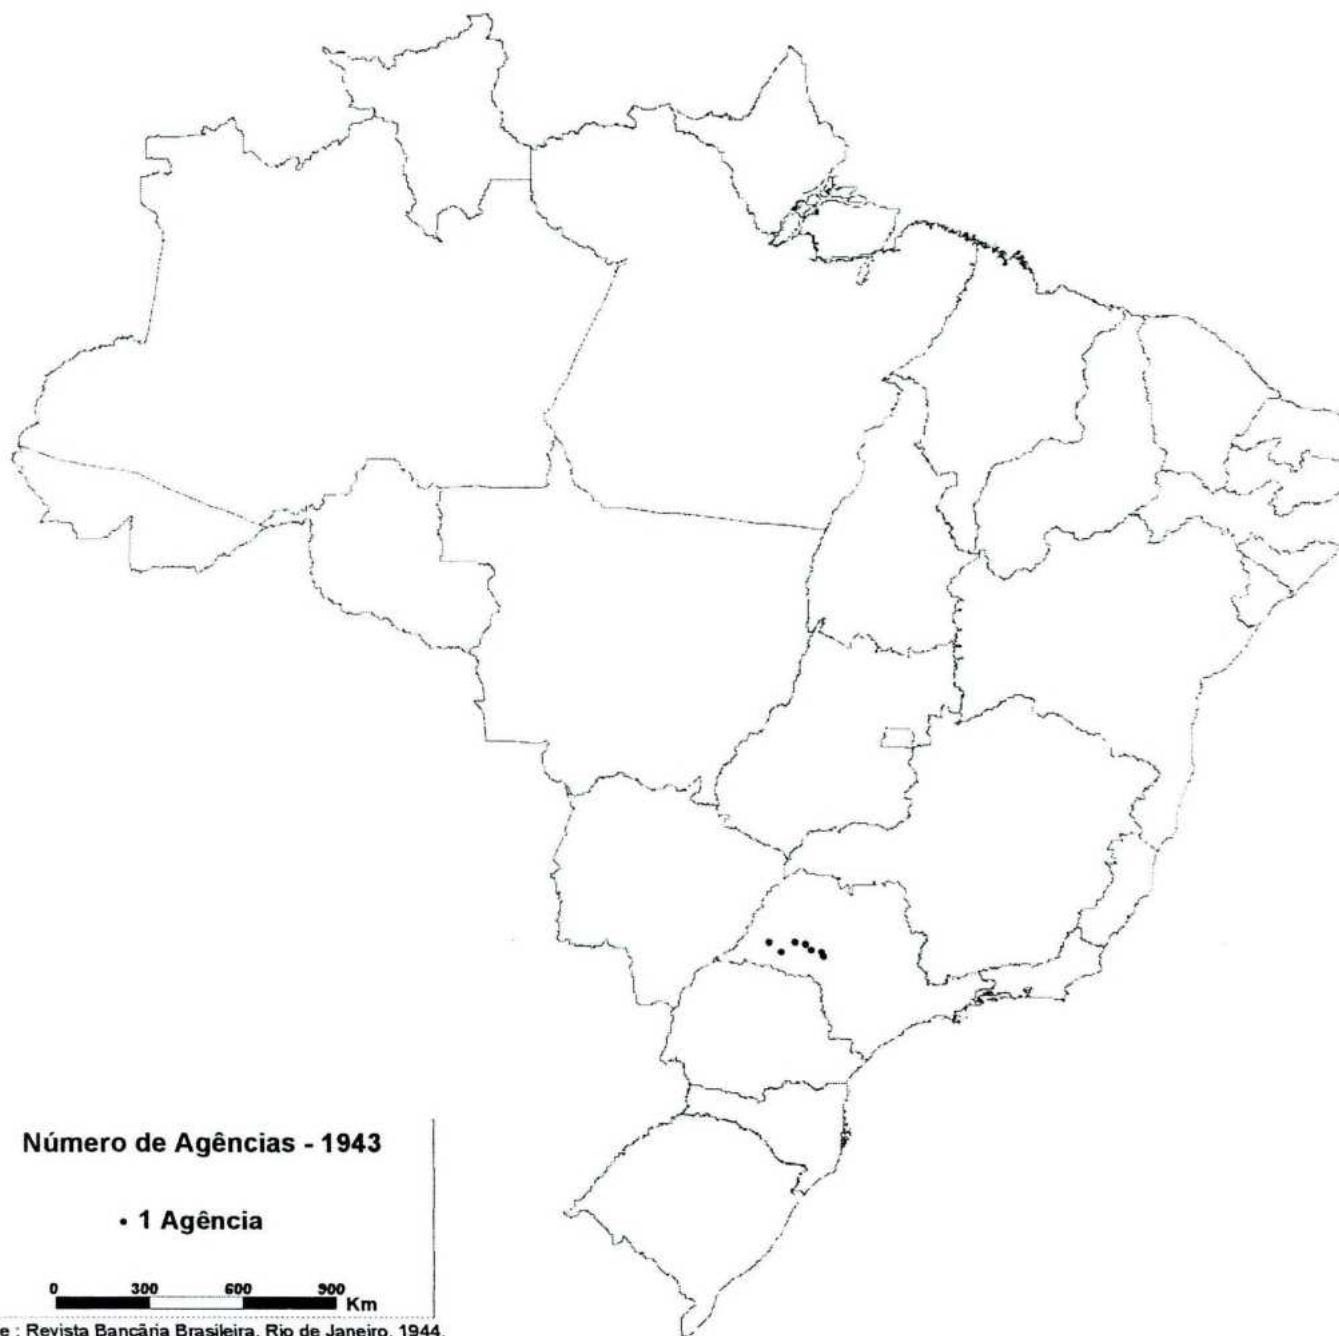 Número de Agências - 1943
• 1 Agência
0 300 600 900
Km
e : Revista Bancária Brasileira. Rio de Janeiro. 1944.